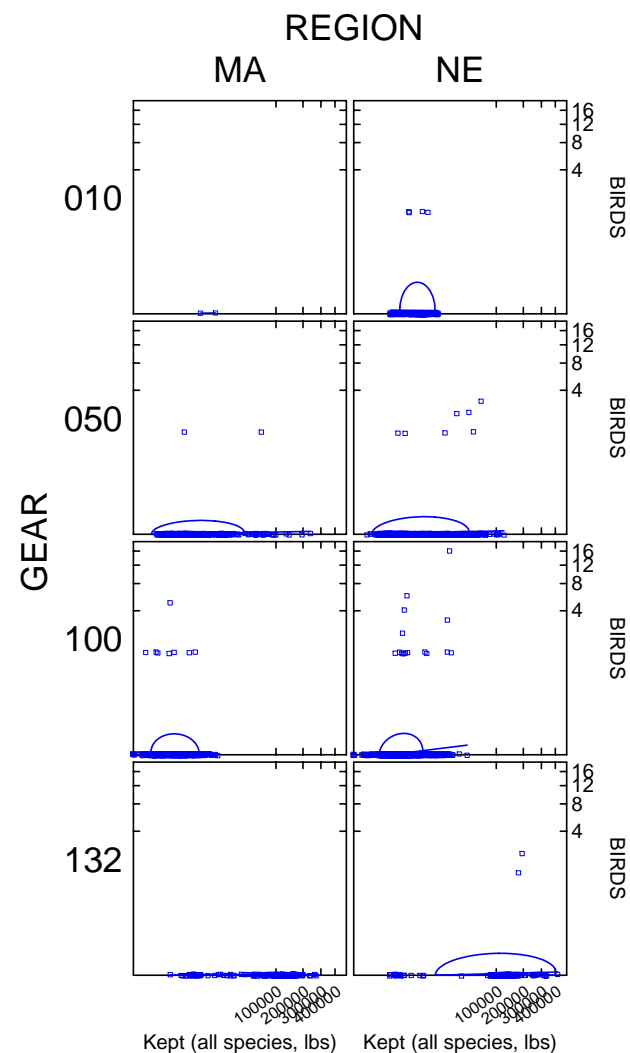 REGION
MA NE
GEAR
010
16
12
8
4
BIRDS
050
16
12
8
4
BIRDS
100
16
12
8
4
BIRDS
132
16
12
8
4
BIRDS
100000 200000 300000 400000 100000 200000 300000 400000
Kept (all species, lbs) Kept (all species, lbs)